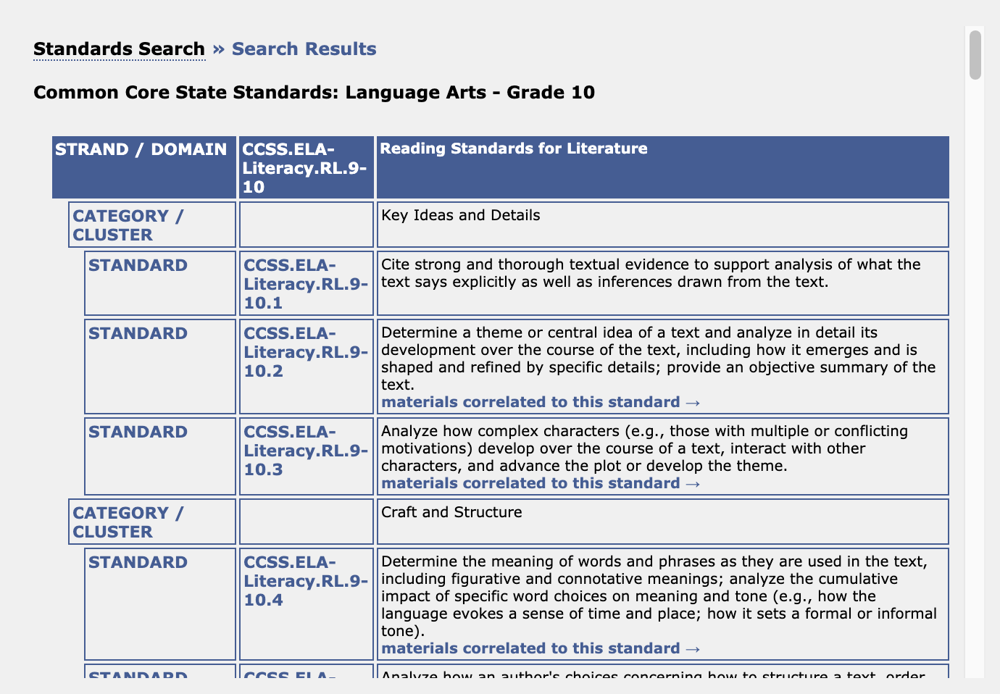 Standards Search » Search Results
Common Core State Standards: Language Arts - Grade 10
STRAND / DOMAIN
CCSS.ELA-
Literacy.RL.9-
10
Reading Standards for Literature
CATEGORY /
CLUSTER
Key Ideas and Details
STANDARD
CCSS.ELA-
Literacy.RL.9-
10.1
Cite strong and thorough textual evidence to support analysis of what the
text says explicitly as well as inferences drawn from the text.
STANDARD
CCSS.ELA-
Literacy.RL.9-
10.2
Determine a theme or central idea of a text and analyze in detail its
development over the course of the text, including how it emerges and is
shaped and refined by specific details; provide an objective summary of the
text.
materials correlated to this standard →
STANDARD
CCSS.ELA-
Literacy.RL.9-
10.3
Analyze how complex characters (e.g., those with multiple or conflicting
motivations) develop over the course of a text, interact with other
characters, and advance the plot or develop the theme.
materials correlated to this standard →
CATEGORY /
CLUSTER
Craft and Structure
STANDARD
CCSS.ELA-
Literacy.RL.9-
10.4
Determine the meaning of words and phrases as they are used in the text,
including figurative and connotative meanings; analyze the cumulative
impact of specific word choices on meaning and tone (e.g., how the
language evokes a sense of time and place; how it sets a formal or informal
tone).
materials correlated to this standard →
STANDARD
CCSS.ELA-
Analyze how an author's choices concerning how to structure a text, order